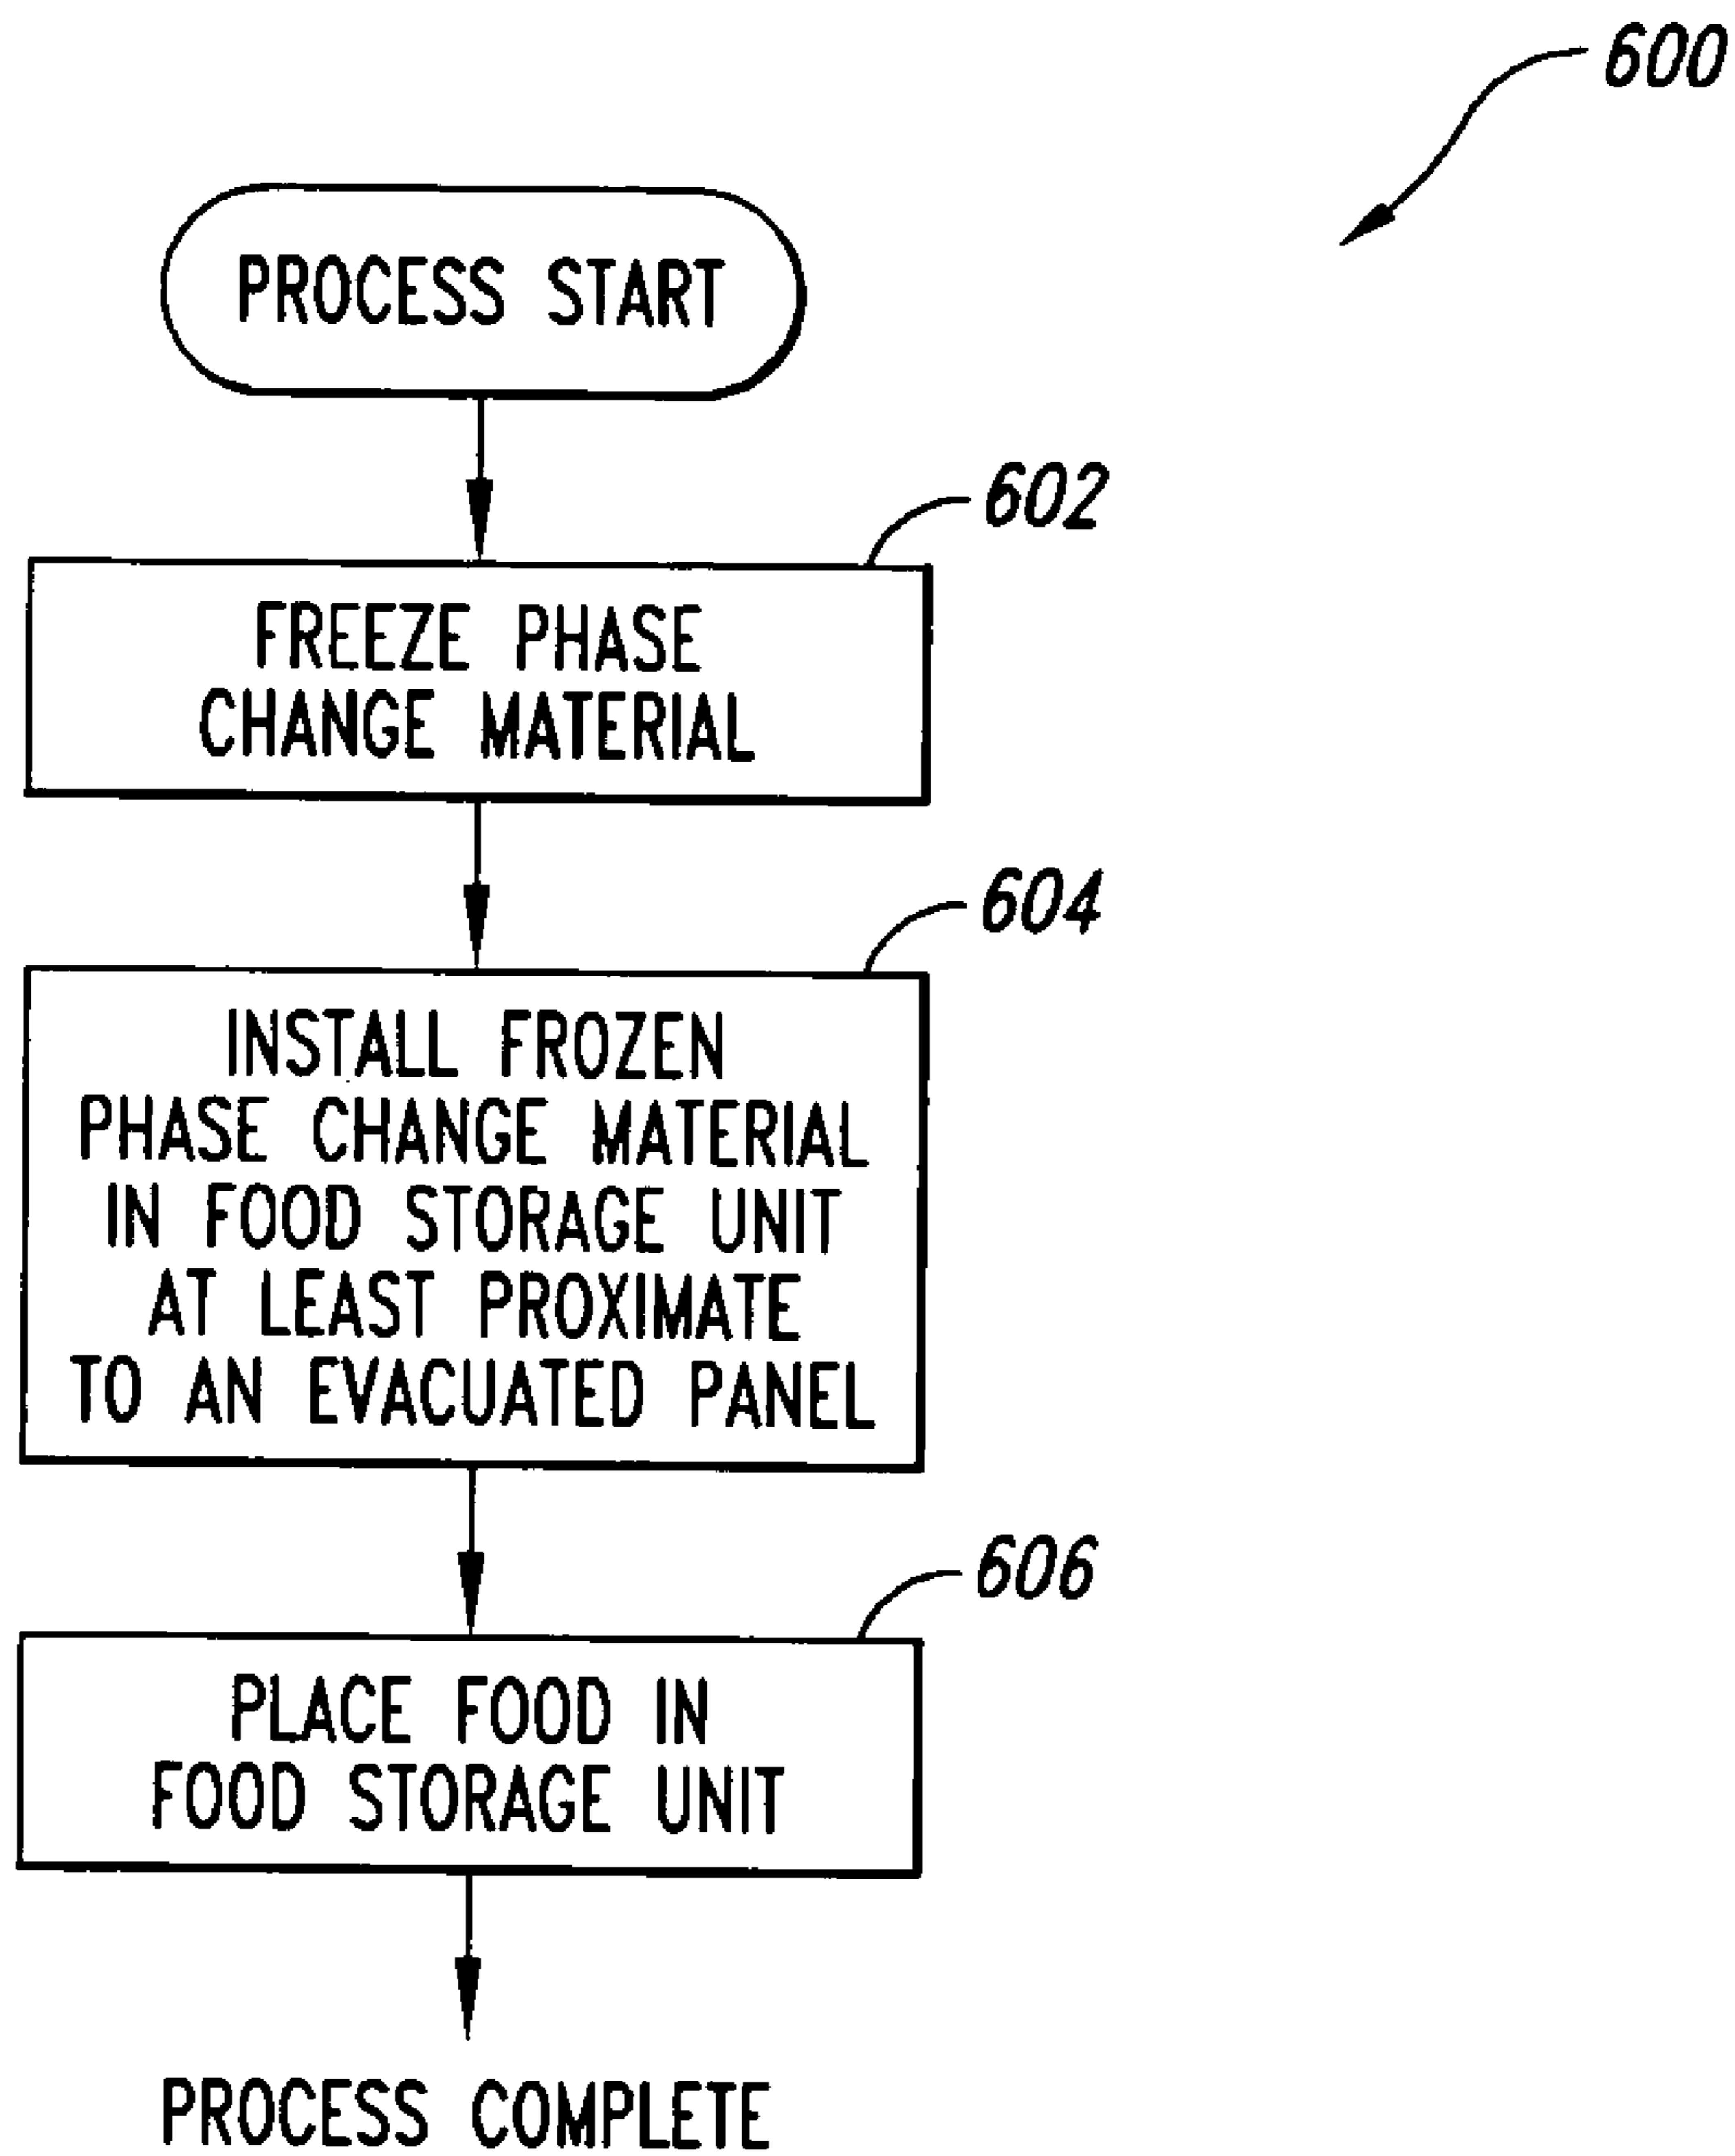 600
PROCESS START
602
FREEZE PHASE
CHANGE MATERIAL
604
INSTALL FROZEN
PHASE CHANGE MATERIAL
IN FOOD STORAGE UNIT
AT LEAST PROXIMATE
TO AN EVACUATED PANEL
606
PLACE FOOD IN
FOOD STORAGE UNIT
PROCESS COMPLETE